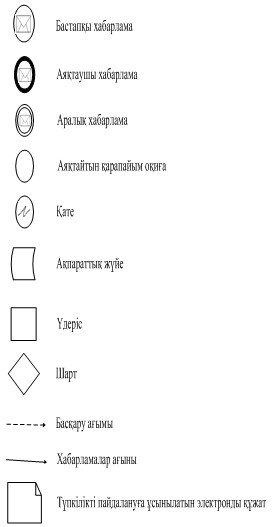 Бастапқы хабарлама
Аяқтаушы хабарлама
Аралық хабарлама
Аяқтайтын қарапайым оқиға
Қате
Ақпараттық жүйе
Үдеріс
Шарт
Басқару ағымы
Хабарламалар ағыны
Түпкілікті пайдалануға ұсынылатын электронды құжат